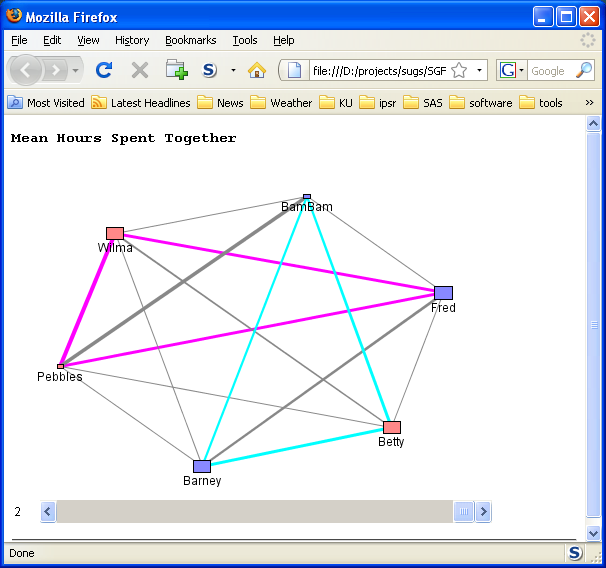 Mozilla Firefox
File Edit View History Bookmarks Tools Help
file:///D:/projects/sugs/SGF Google
Most Visited Latest Headlines News Weather KU ipsr SAS software tools »
Mean Hours Spent Together
BamBam
Wilma
Fred
Pebbles
Betty
Barney
2
Done